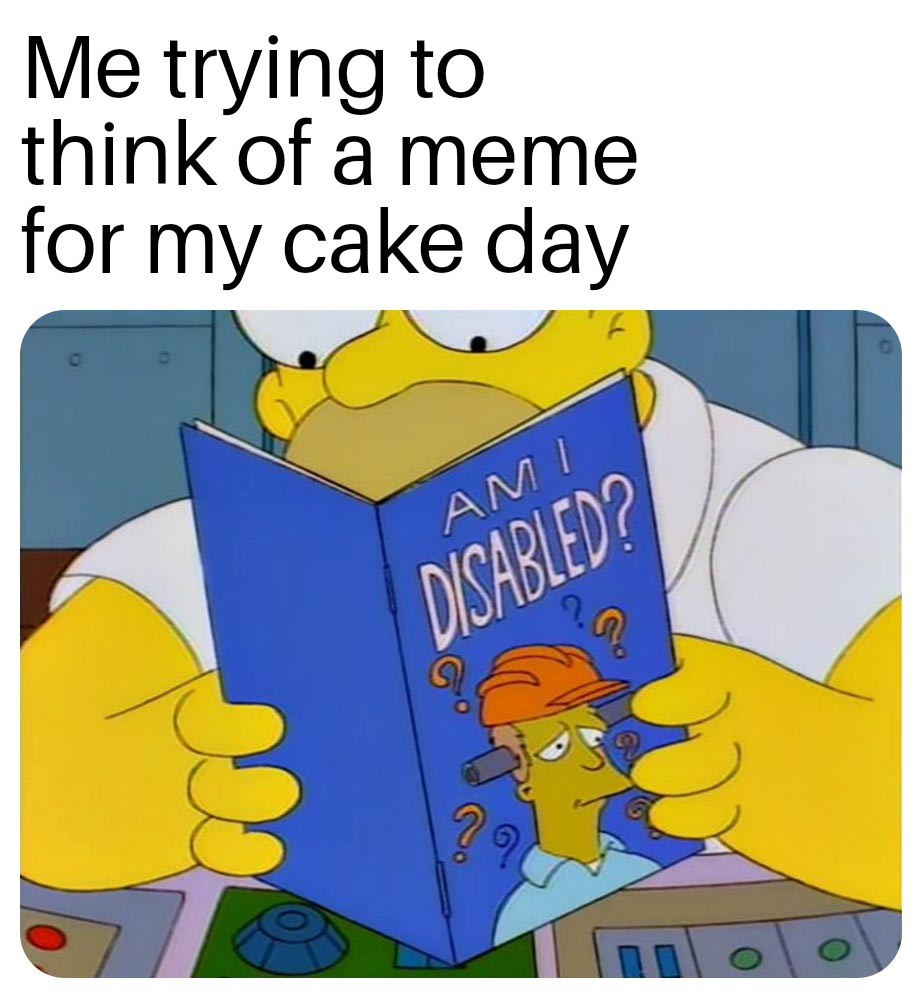 Me trying to
think of a meme
for my cake day
AM I
DISABLED?
? ?
?
?
? ?
?